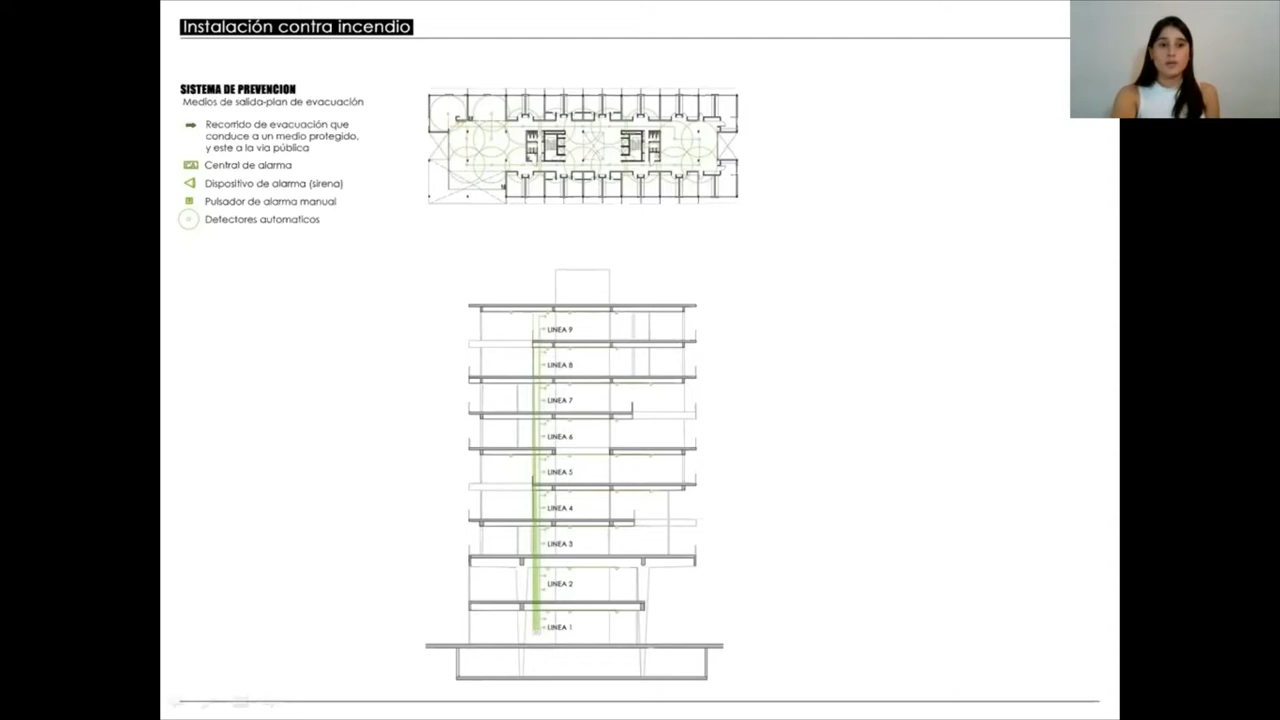 Instalación contra incendio
SISTEMA DE PREVENCION
Medios de salida-plan de evacuación
Recorrido de evacuación que
conduce a un medio protegido,
y este a la via pública
CA
Central de alarma
Dispositivo de alarma (sirena)
Pulsador de alarma manual
Detectores automaticos
LINEA 9
LINEA 8
LINEA 7
LINEA 6
LINEA 5
LINEA 4
LINEA 3
LINEA 2
LINEA 1